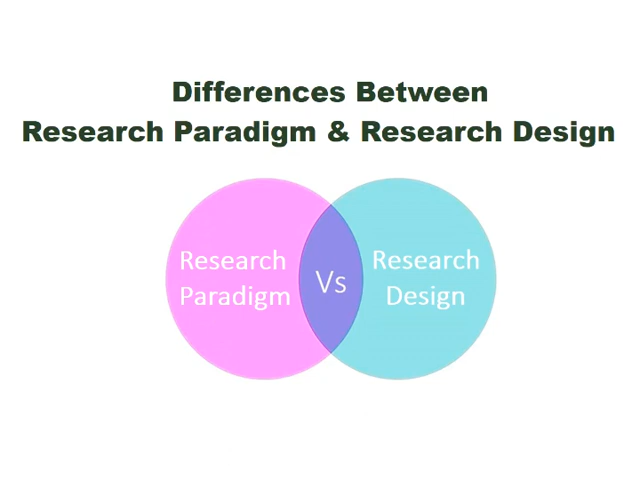 Differences Between
Research Paradigm & Research Design
Research
Paradigm
Vs
Research
Design